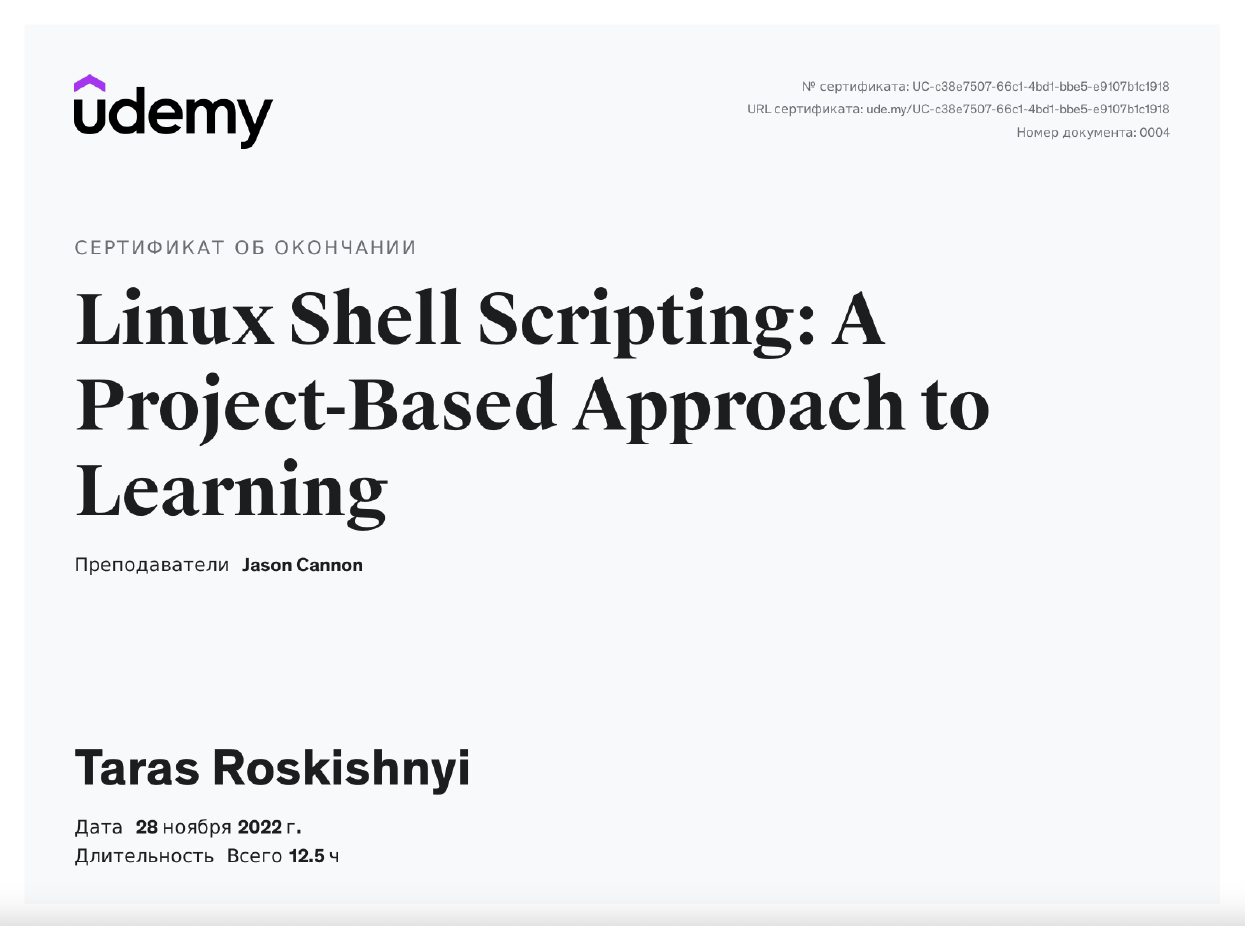 udemy
№ сертификата: UC-c38e7507-66c1-4bd1-bbe5-e9107b1c1918
URL сертификата: ude.my/UC-c38e7507-66c1-4bd1-bbe5-e9107b1c1918
Номер документа: 0004
СЕРТИФИКАТ ОБ ОКОНЧАНИИ
Linux Shell Scripting: A
Project-Based Approach to
Learning
Преподаватели Jason Cannon
Taras Roskishnyi
Дата 28 ноября 2022 г.
Длительность Всего 12.5 ч